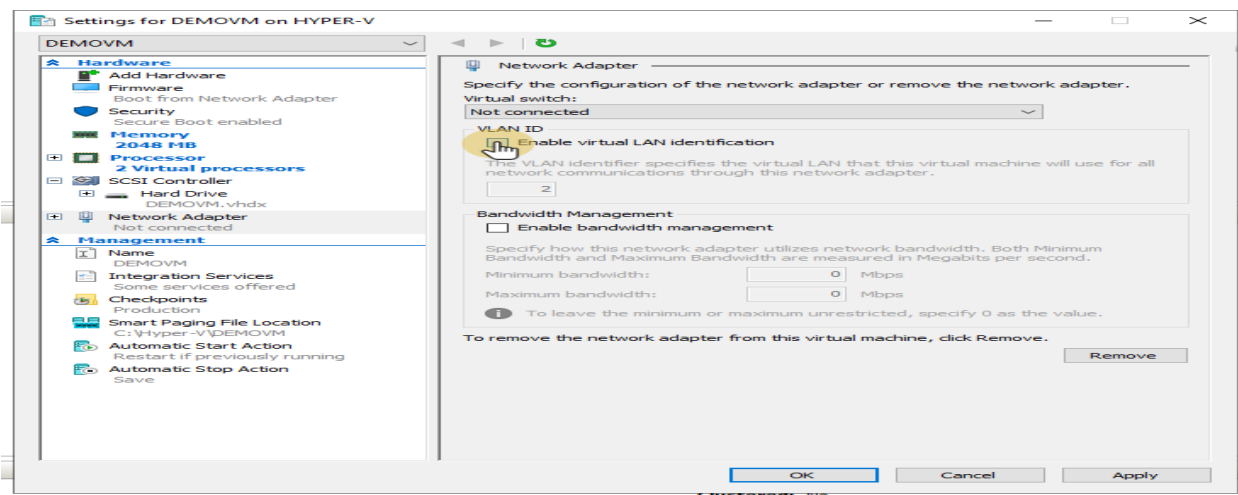 Settings for DEMOVM on HYPER-V
DEMOVM
Hardware
Add Hardware
Firmware
Boot from Network Adapter
Security
Secure Boot enabled
Memory
2048 MB
Processor
2 Virtual processors
SCSI Controller
Hard Drive
DEMOVM.vhdx
Network Adapter
Not connected
Management
Name
DEMOVM
Integration Services
Some services offered
Checkpoints
Production
Smart Paging File Location
C:\Hyper-V\DEMOVM
Automatic Start Action
Restart if previously running
Automatic Stop Action
Save
Network Adapter
Specify the configuration of the network adapter or remove the network adapter.
Virtual switch:
Not connected
VLAN ID
Enable virtual LAN identification
The VLAN identifier specifies the virtual LAN that this virtual machine will use for all
network communications through this network adapter.
2
Bandwidth Management
Enable bandwidth management
Specify how this network adapter utilizes network bandwidth. Both Minimum
Bandwidth and Maximum Bandwidth are measured in Megabits per second.
Minimum bandwidth: 0 Mbps
Maximum bandwidth: 0 Mbps
To leave the minimum or maximum unrestricted, specify 0 as the value.
To remove the network adapter from this virtual machine, click Remove.
Remove
OK Cancel Apply